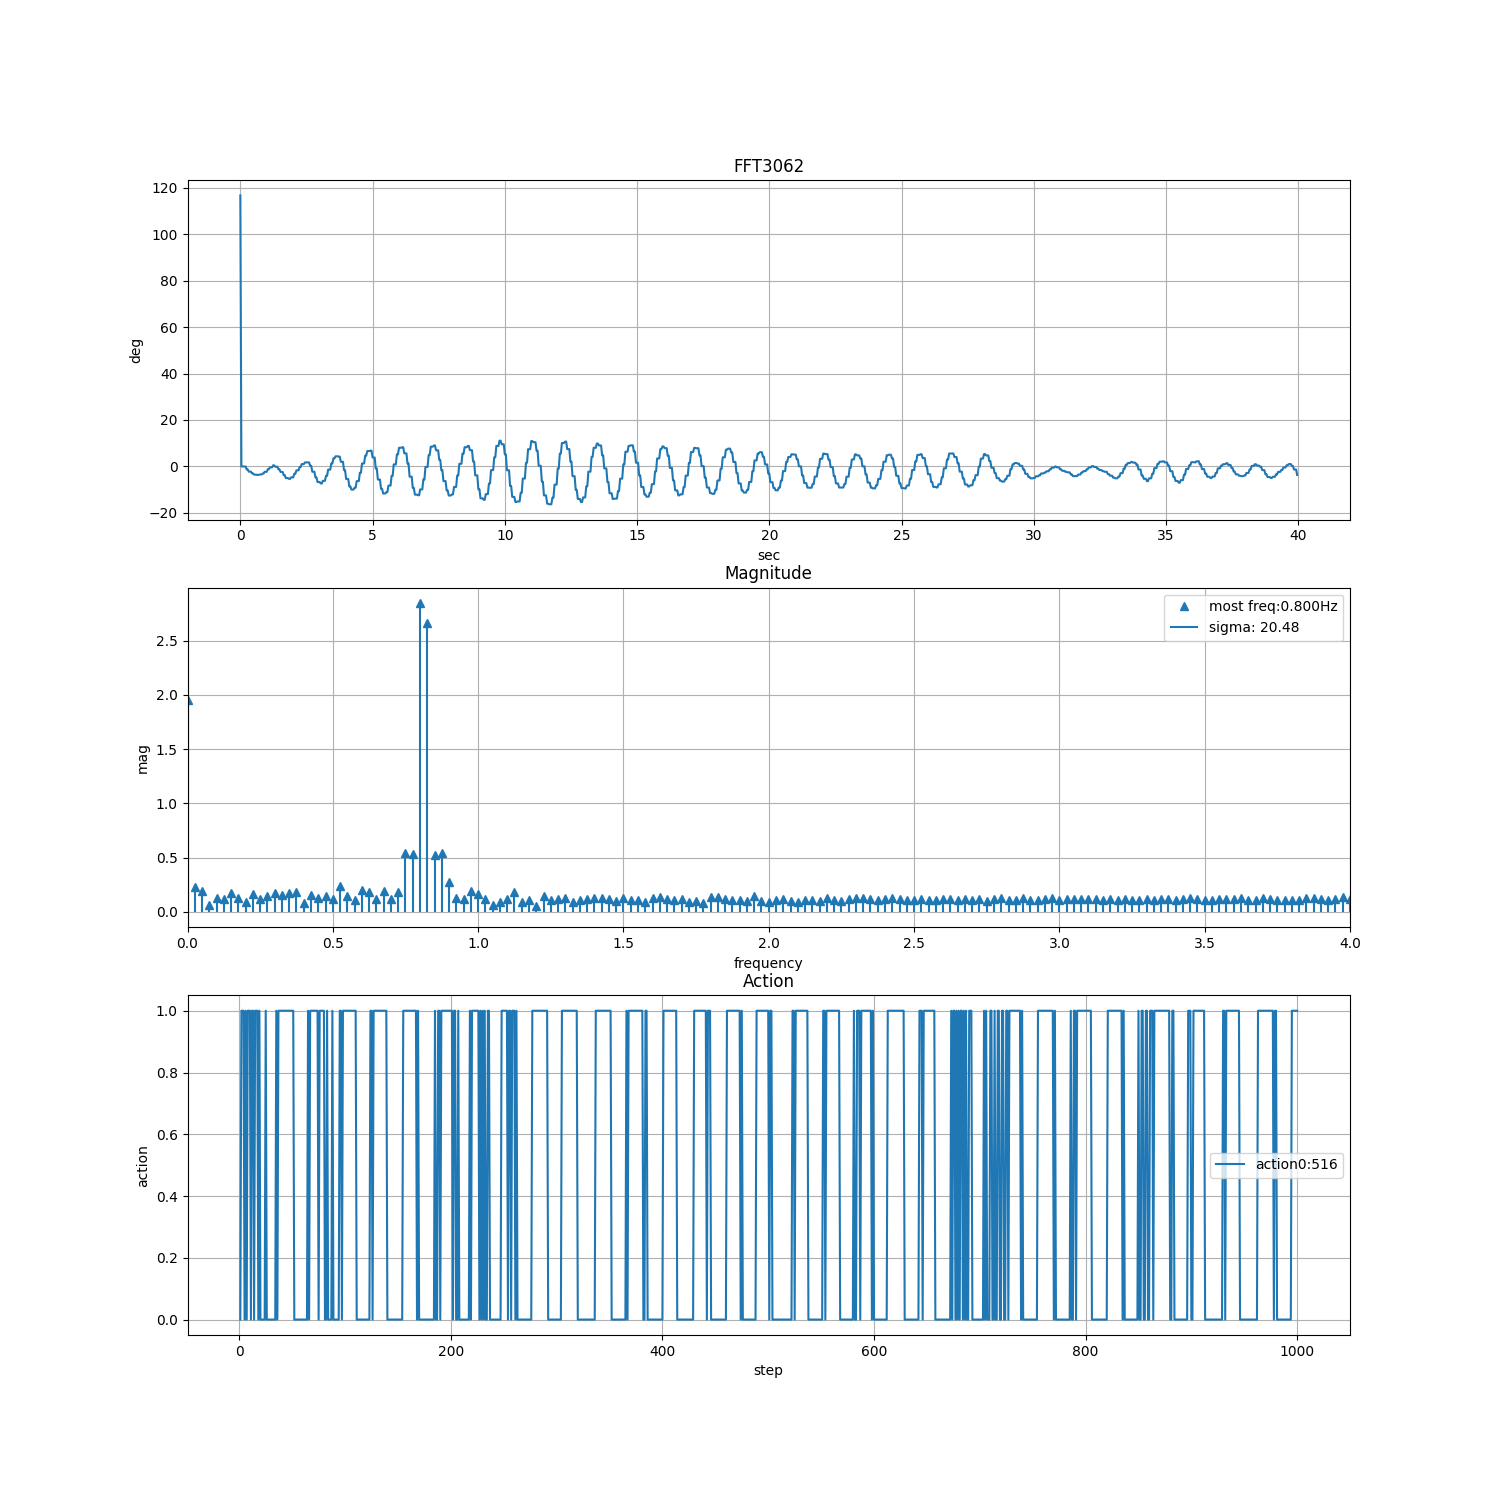 FFT3062
120
100
80
60
40
20
0
−20
deg
0 5 10 15 20 25 30 35 40
sec
Magnitude
most freq:0.800Hz
sigma: 20.48
2.5
2.0
1.5
1.0
0.5
0.0
mag
0.0 0.5 1.0 1.5 2.0 2.5 3.0 3.5 4.0
frequency
Action
1.0
0.8
0.6
0.4
0.2
0.0
action
action0:516
0 200 400 600 800 1000
step